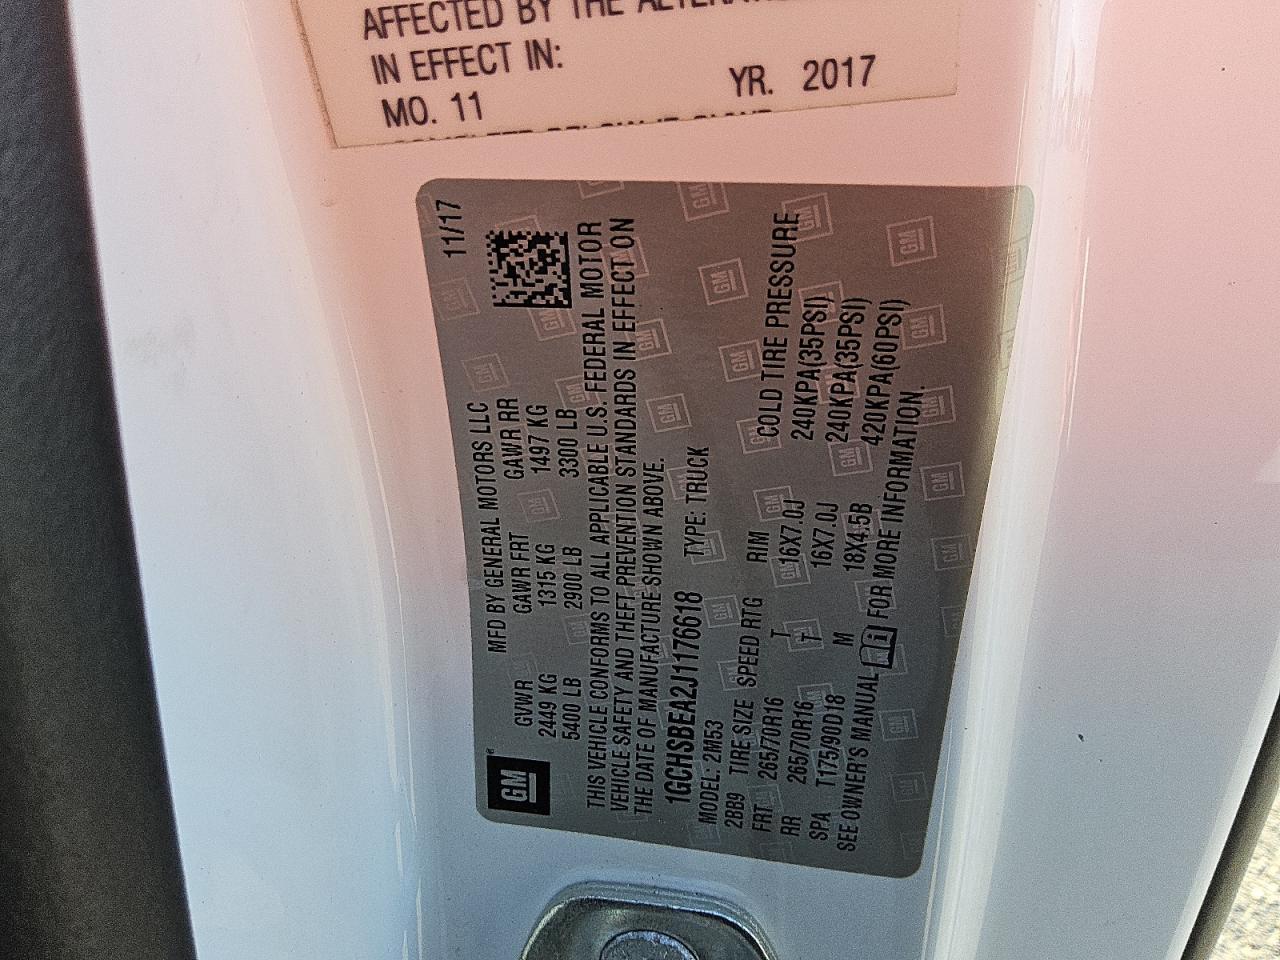 AFFECTED BY THE
IN EFFECT IN:
MO. 11 YR. 2017
11/17
GM
MFD BY GENERAL MOTORS LLC
GVWR GAWR FRT GAWR RR
2449 KG 1315 KG 1497 KG
5400 LB 2900 LB 3300 LB
THIS VEHICLE CONFORMS TO ALL APPLICABLE U.S. FEDERAL MOTOR
VEHICLE SAFETY AND THEFT PREVENTION STANDARDS IN EFFECT ON
THE DATE OF MANUFACTURE SHOWN ABOVE.
1GCHSBEA2J1176618 TYPE: TRUCK
MODEL: 2M53
2BB9 TIRE SIZE SPEED RTG RIM COLD TIRE PRESSURE
FRT 265/70R16 T 16X7.0J 240KPA(35PSI)
RR 265/70R16 T 16X7.0J 240KPA(35PSI)
SPA T175/90D18 M 18X4.5B 420KPA(60PSI)
SEE OWNER'S MANUAL FOR MORE INFORMATION.